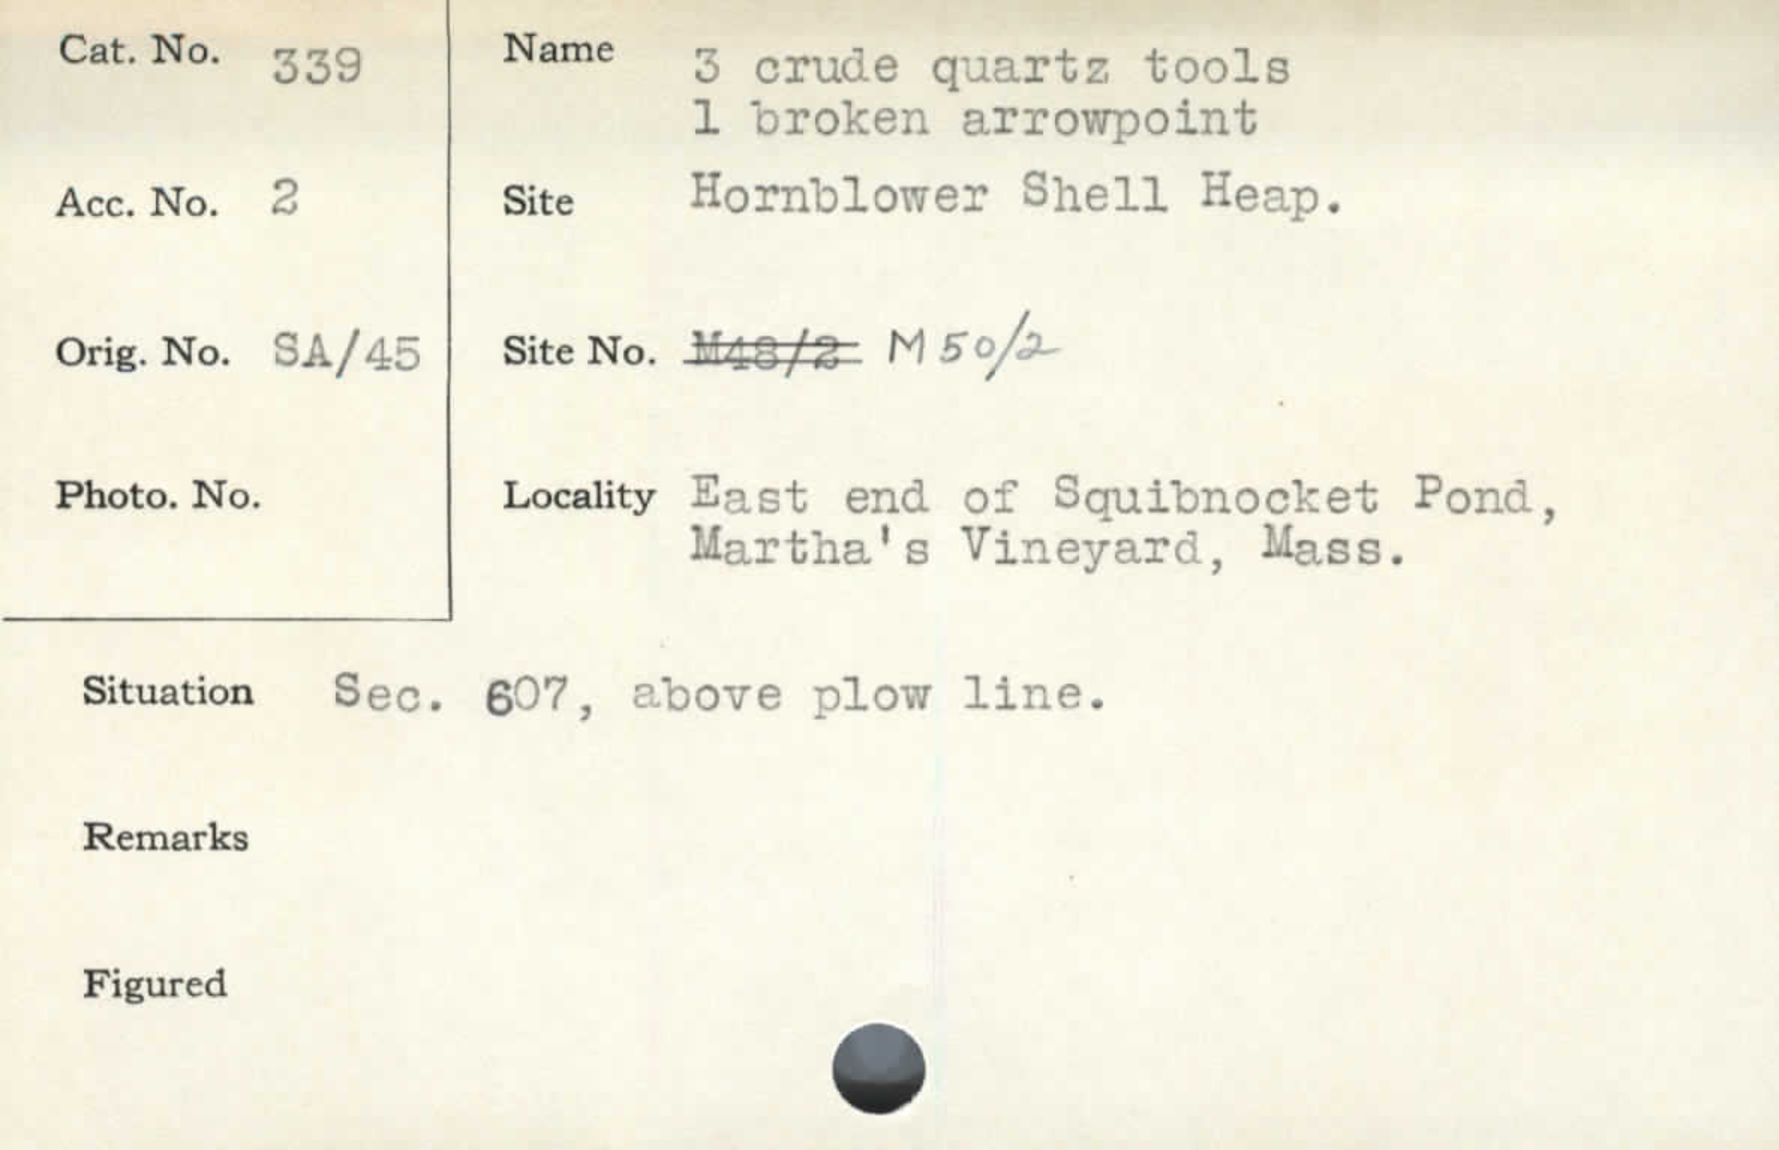 Cat. No. 339
Name 3 crude quartz tools
1 broken arrowpoint
Acc. No. 2
Site Hornblower Shell Heap.
Orig. No. SA/45
Site No. M48/2 M50/2
Photo. No.
Locality East end of Squibnocket Pond,
Martha's Vineyard, Mass.
Situation Sec. 607, above plow line.
Remarks
Figured